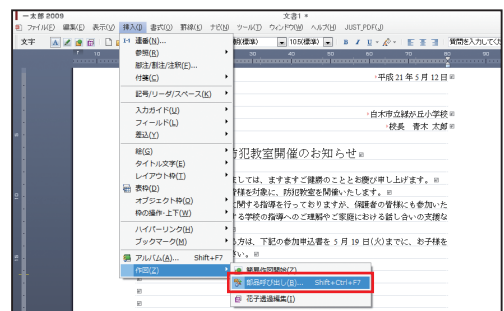 一太郎 2009
文書1 *
ファイル(F) 編集(E) 表示(V) 挿入(I) 書式(O) 罫線(K) ナビ(N) ツール(T) ウィンドウ(W) ヘルプ(H) JUST_PDF(J)
文字
連番(N)...
(標準) 10.5(標準) B I U
質問を入力してくだ
参照(R)
脚注/割注/注釈(F)...
付箋(C)
平成 21 年 5 月 12 日
記号/リーダ/スペース(K)
入力ガイド(U)
白木市立緑が丘小学校
フィールド(L)
校長 青木 太郎
差込(Y)
絵(G)
防犯教室開催のお知らせ
タイトル文字(E)
レイアウト枠(T)
ましては、ますますご健勝のこととお慶び申し上げます。
表枠(D)
皆様を対象に、防犯教室を開催いたします。
オブジェクト枠(O)
に関する指導を行っておりますが、保護者の皆様にも参加いた
枠の操作・上下(W)
る学校の指導へのご理解やご家庭における話し合いの支援な
ハイパーリンク(H)
ブックマーク(M)
方は、下記の参加申込書を 5 月 19 日(火)までに、お子様を
アルバム(A)... Shift+F7
さい。
作図(Z)
簡易作図開始(Z)
部品呼び出し(B)... Shift+Ctrl+F7
花子透過編集(I)